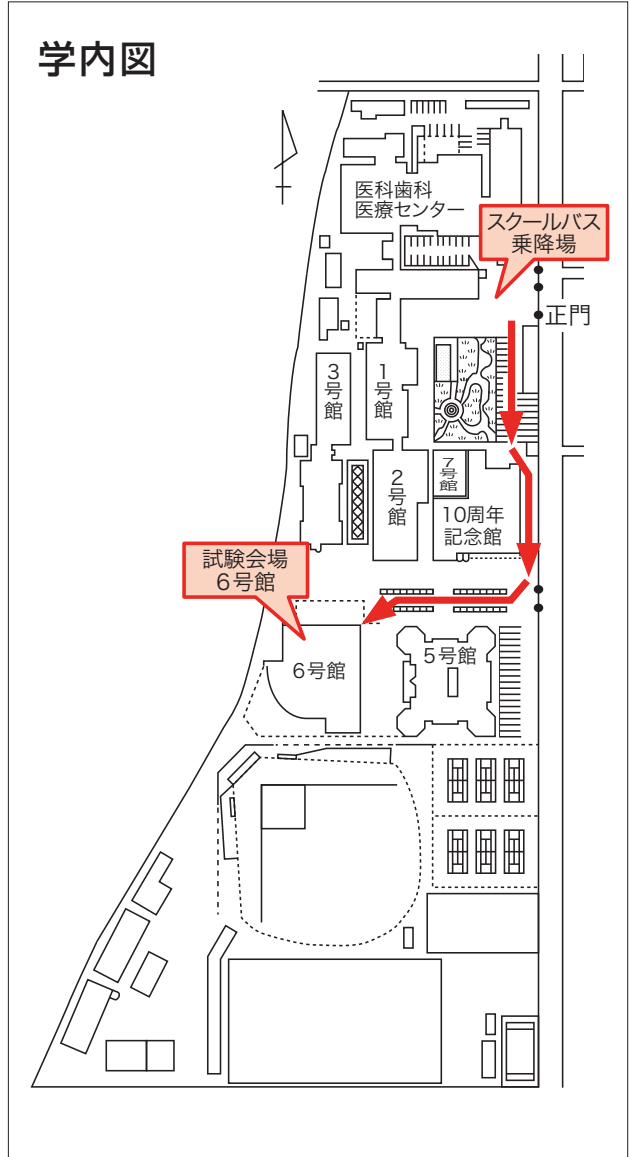 学内図
医科歯科
医療センター
スクールバス
乗降場
正門
3号館
1号館
2号館
7号館
10周年
記念館
試験会場
6号館
6号館
5号館